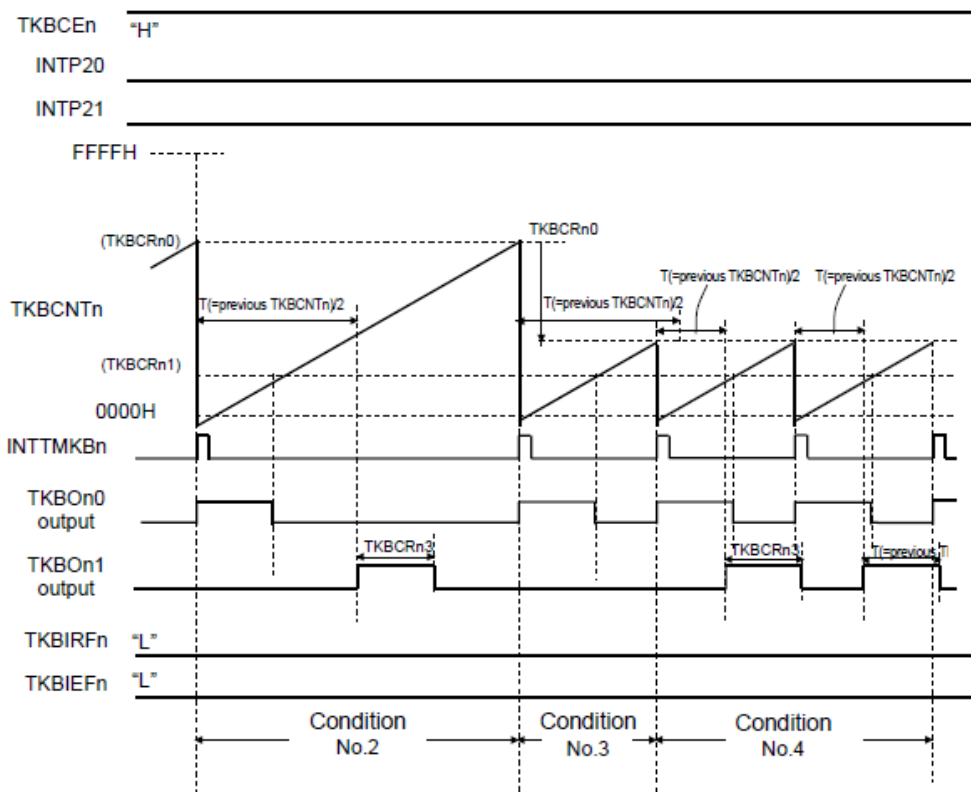 TKBCEn "H"
INTP20
INTP21
FFFFH
TKBCRn0
(TKBCRn0)
T(=previous TKBCNTn)/2 T(=previous TKBCNTn)/2
T(=previous TKBCNTn)/2 T(=previous TKBCNTn)/2
TKBCNTn
(TKBCRn1)
0000H
INTTMKBn
TKBOn0
output
TKBCRn3 TKBCRn3 T(=previous T
TKBOn1
output
TKBIRFn "L"
TKBIEFn "L"
Condition
No.2
Condition
No.3
Condition
No.4